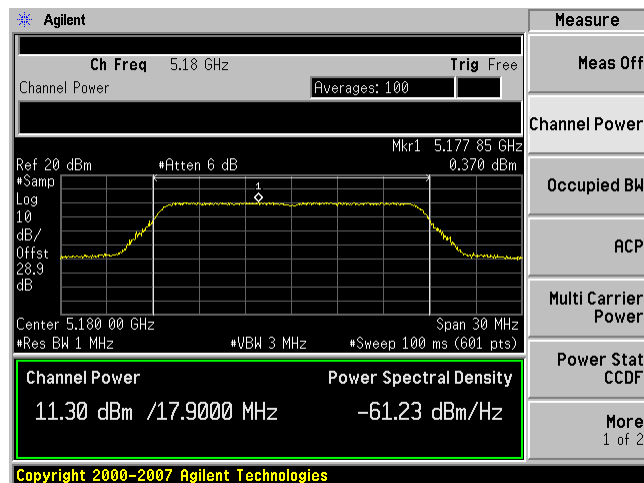 Agilent
Measure
Ch Freq 5.18 GHz Trig Free
Meas Off
Channel Power Averages: 100
Channel Power
Mkr1 5.177 85 GHz
Ref 20 dBm #Atten 6 dB 0.370 dBm
#Samp
Log
10
dB/
Offst
28.9
dB
1
Occupied BW
ACP
Multi Carrier
Power
Center 5.180 00 GHz Span 30 MHz
#Res BW 1 MHz #VBW 3 MHz #Sweep 100 ms (601 pts)
Power Stat
CCDF
Channel Power Power Spectral Density
11.30 dBm /17.9000 MHz -61.23 dBm/Hz
More
1 of 2
Copyright 2000-2007 Agilent Technologies